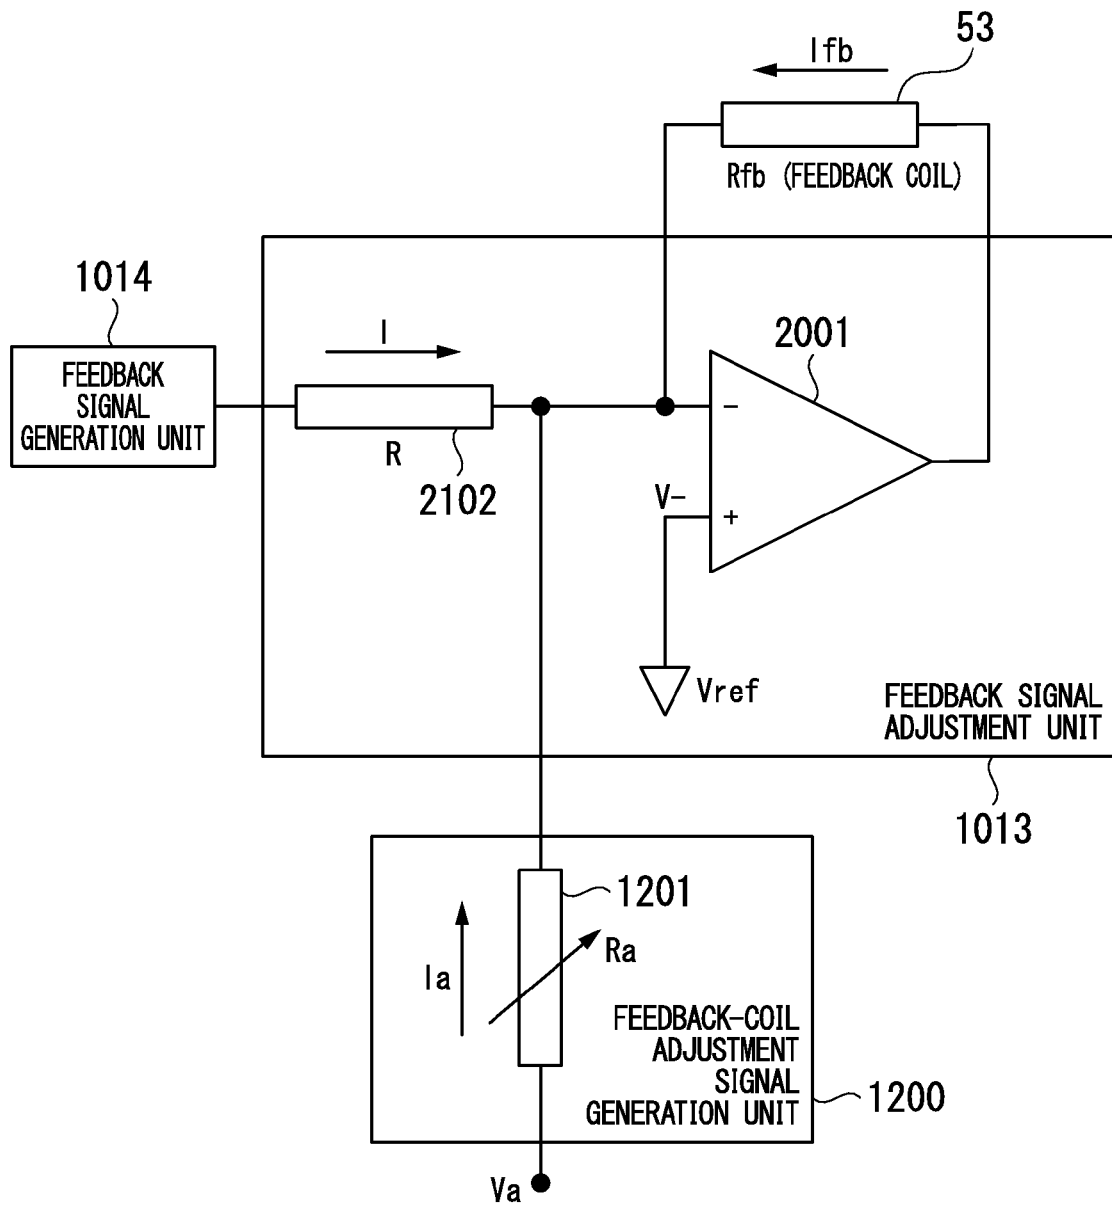 53
Ifb
Rfb (FEEDBACK COIL)
1014
FEEDBACK
SIGNAL
GENERATION UNIT
I
R
2102
2001
-
V-
+
Vref
FEEDBACK SIGNAL
ADJUSTMENT UNIT
1013
1201
Ra
Ia
FEEDBACK-COIL
ADJUSTMENT
SIGNAL
GENERATION UNIT
1200
Va